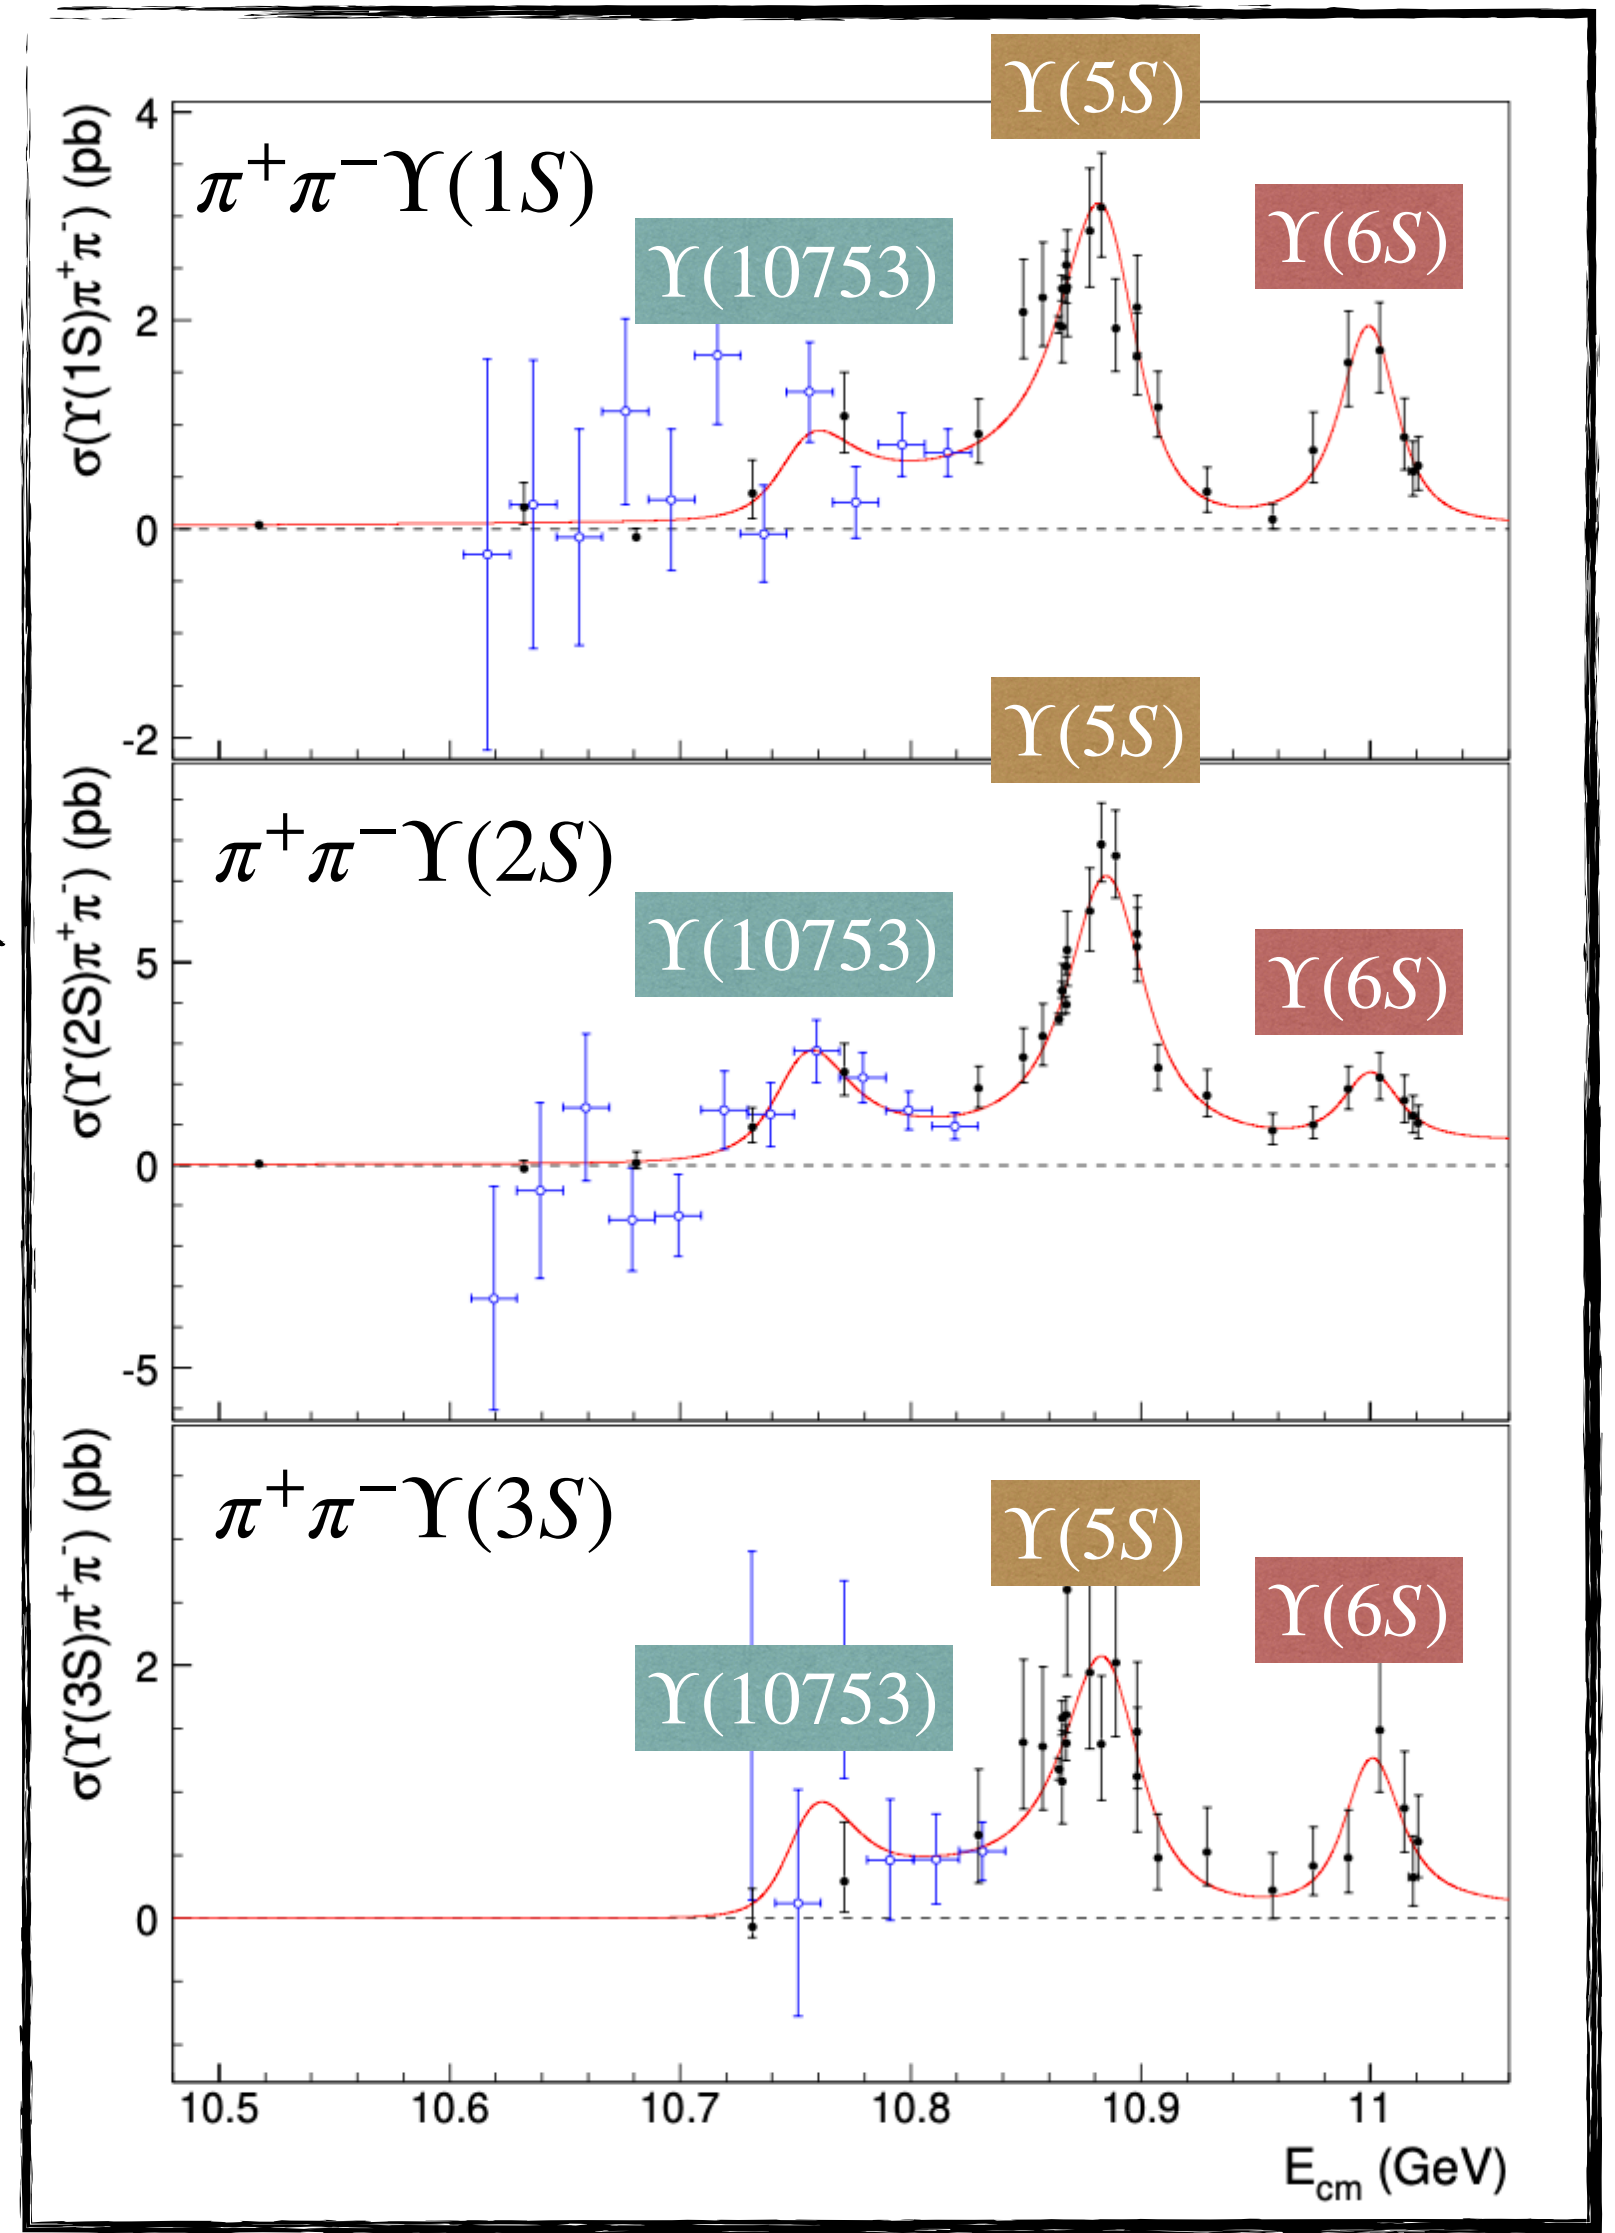 Υ(5S)
4
π⁺π⁻Υ(1S)
Υ(6S)
Υ(10753)
2
0
-2
σ(Υ(1S)π⁺π⁻) (pb)
Υ(5S)
π⁺π⁻Υ(2S)
Υ(10753)
Υ(6S)
5
0
-5
σ(Υ(2S)π⁺π⁻) (pb)
π⁺π⁻Υ(3S)
Υ(5S)
Υ(6S)
Υ(10753)
2
0
σ(Υ(3S)π⁺π⁻) (pb)
10.5 10.6 10.7 10.8 10.9 11
E_cm (GeV)